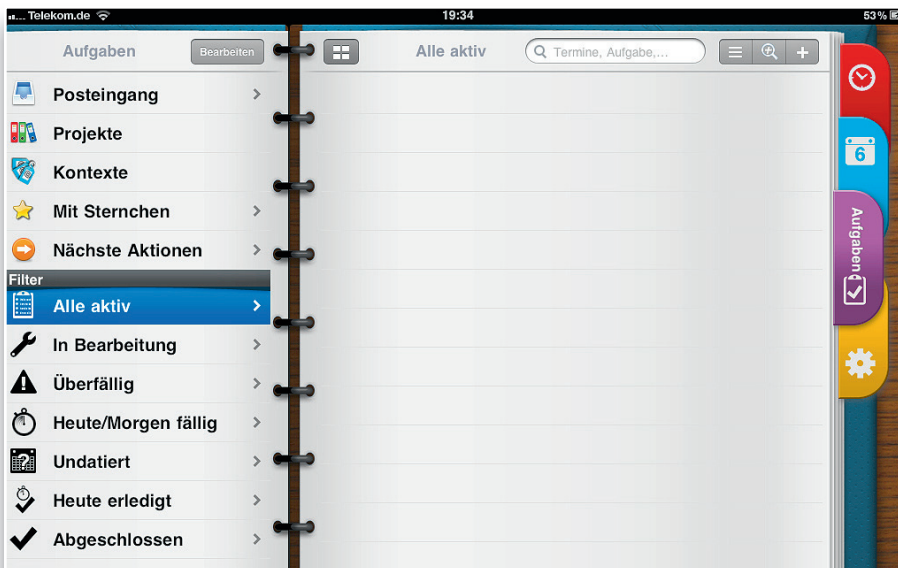 Telekom.de 19:34 53%
Aufgaben Bearbeiten
Alle aktiv Termine, Aufgabe,...
Posteingang
Projekte
Kontexte
Mit Sternchen
Nächste Aktionen
Filter
Alle aktiv
In Bearbeitung
Überfällig
Heute/Morgen fällig
Undatiert
Heute erledigt
Abgeschlossen
6
Aufgaben